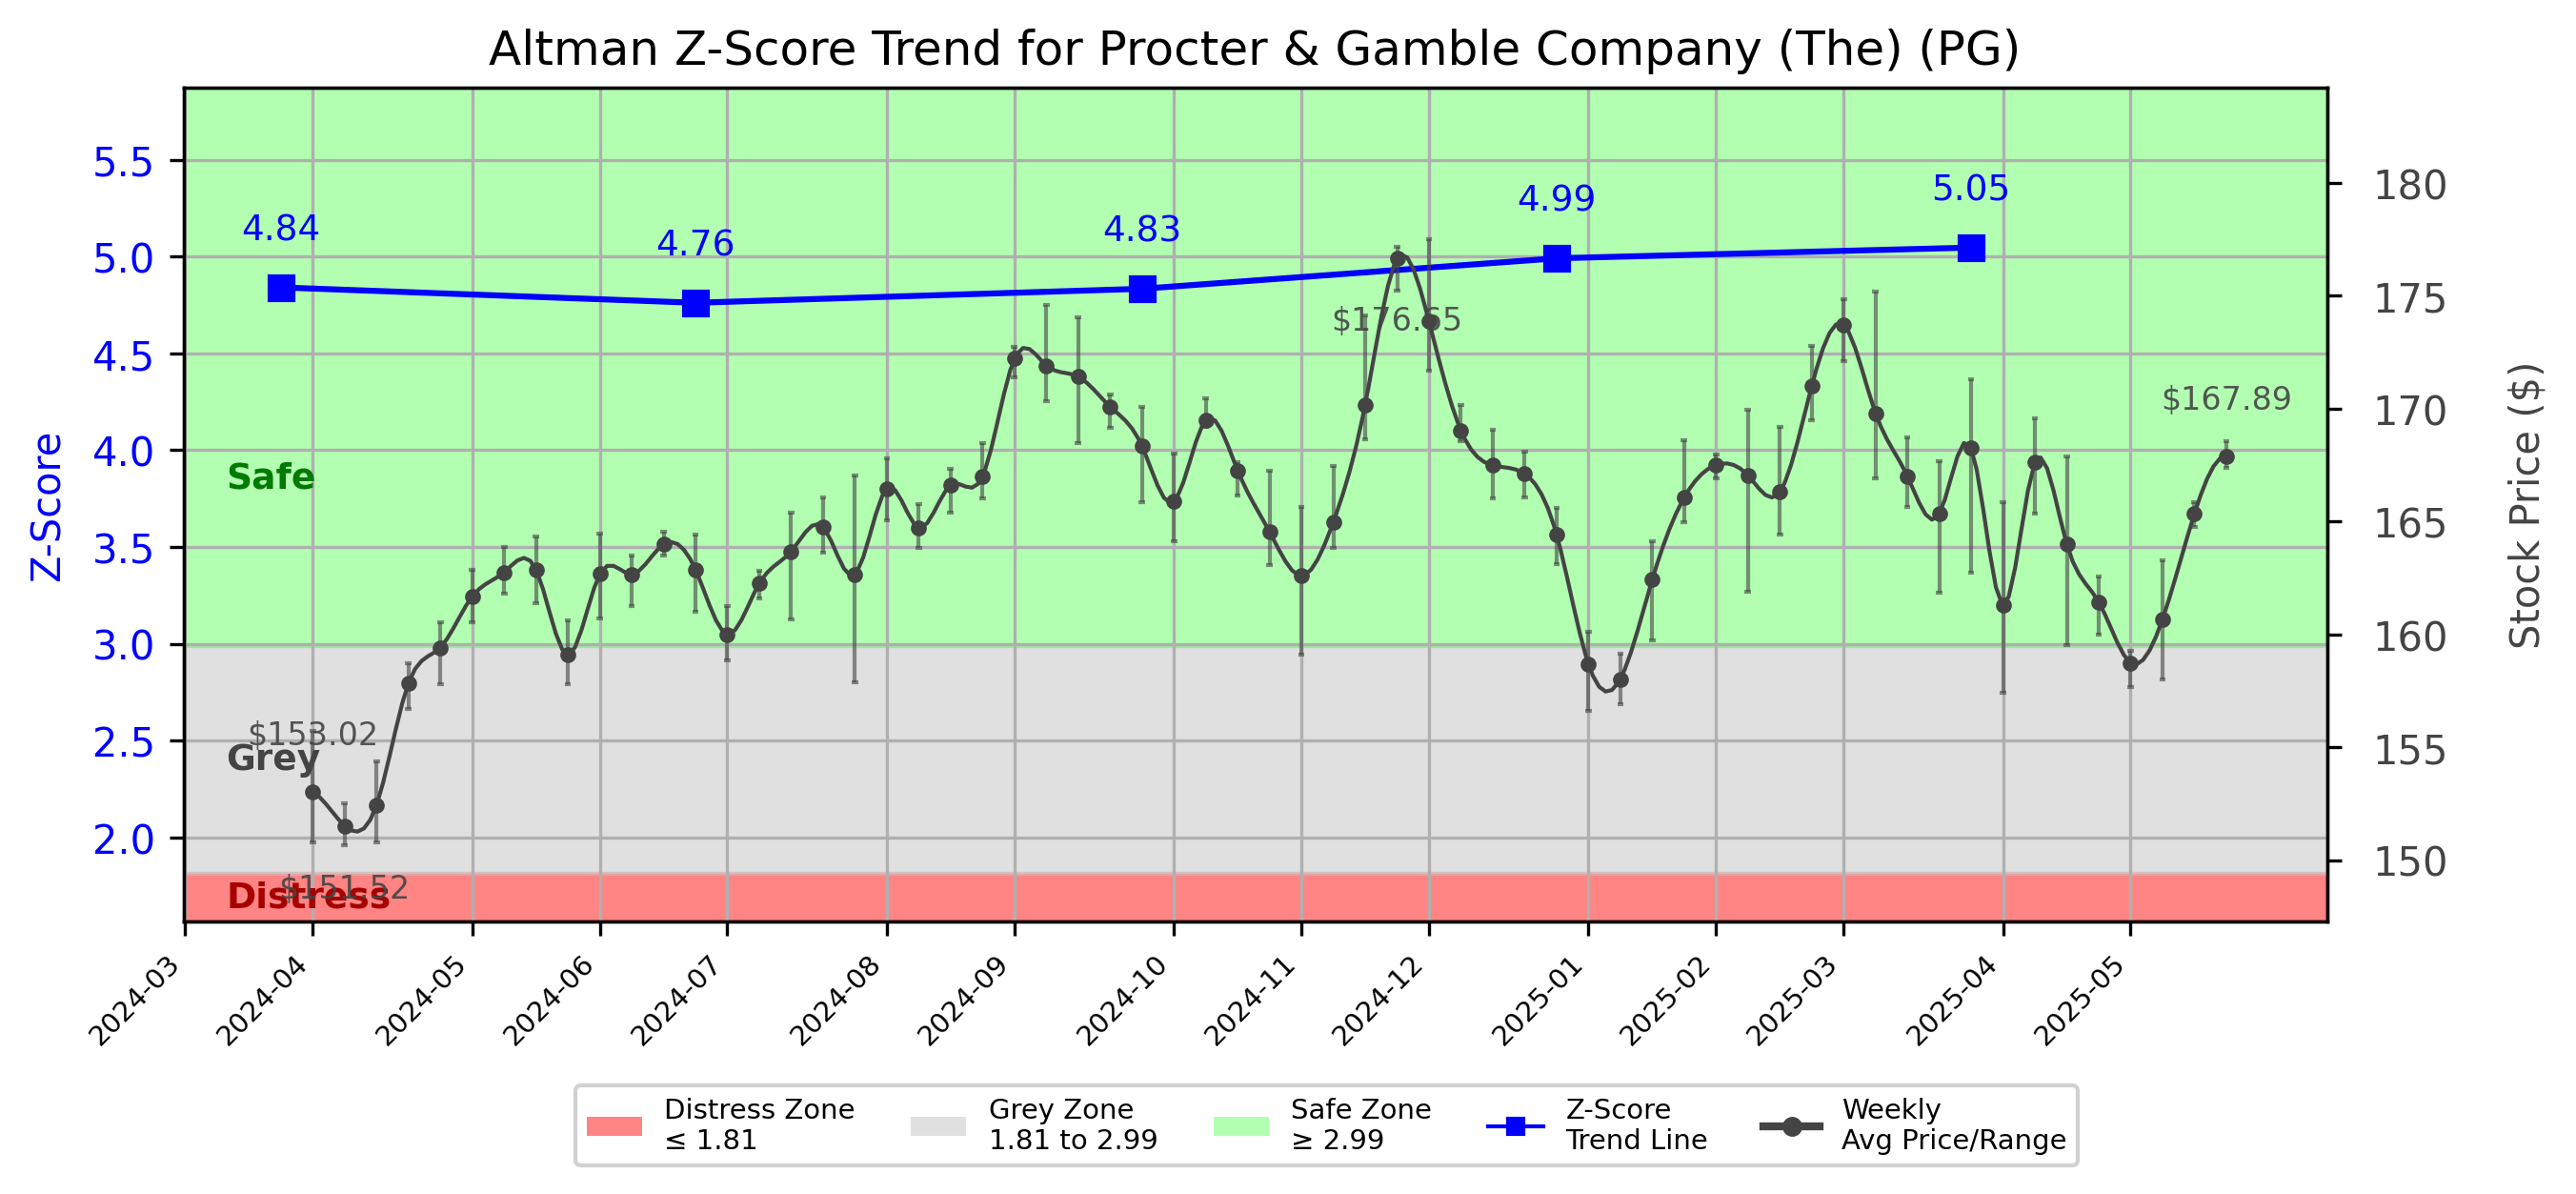 Altman Z-Score Trend for Procter & Gamble Company (The) (PG)
Z-Score
5.5
5.0
4.5
4.0
3.5
3.0
2.5
2.0
4.84
4.76
4.83
4.99
5.05
$176.65
$167.89
Safe
$153.02
Grey
$151.52
Distress
180
175
170
165
160
155
150
Stock Price ($)
2024-03
2024-04
2024-05
2024-06
2024-07
2024-08
2024-09
2024-10
2024-11
2024-12
2025-01
2025-02
2025-03
2025-04
2025-05
Distress Zone
≤ 1.81
Grey Zone
1.81 to 2.99
Safe Zone
≥ 2.99
Z-Score
Trend Line
Weekly
Avg Price/Range